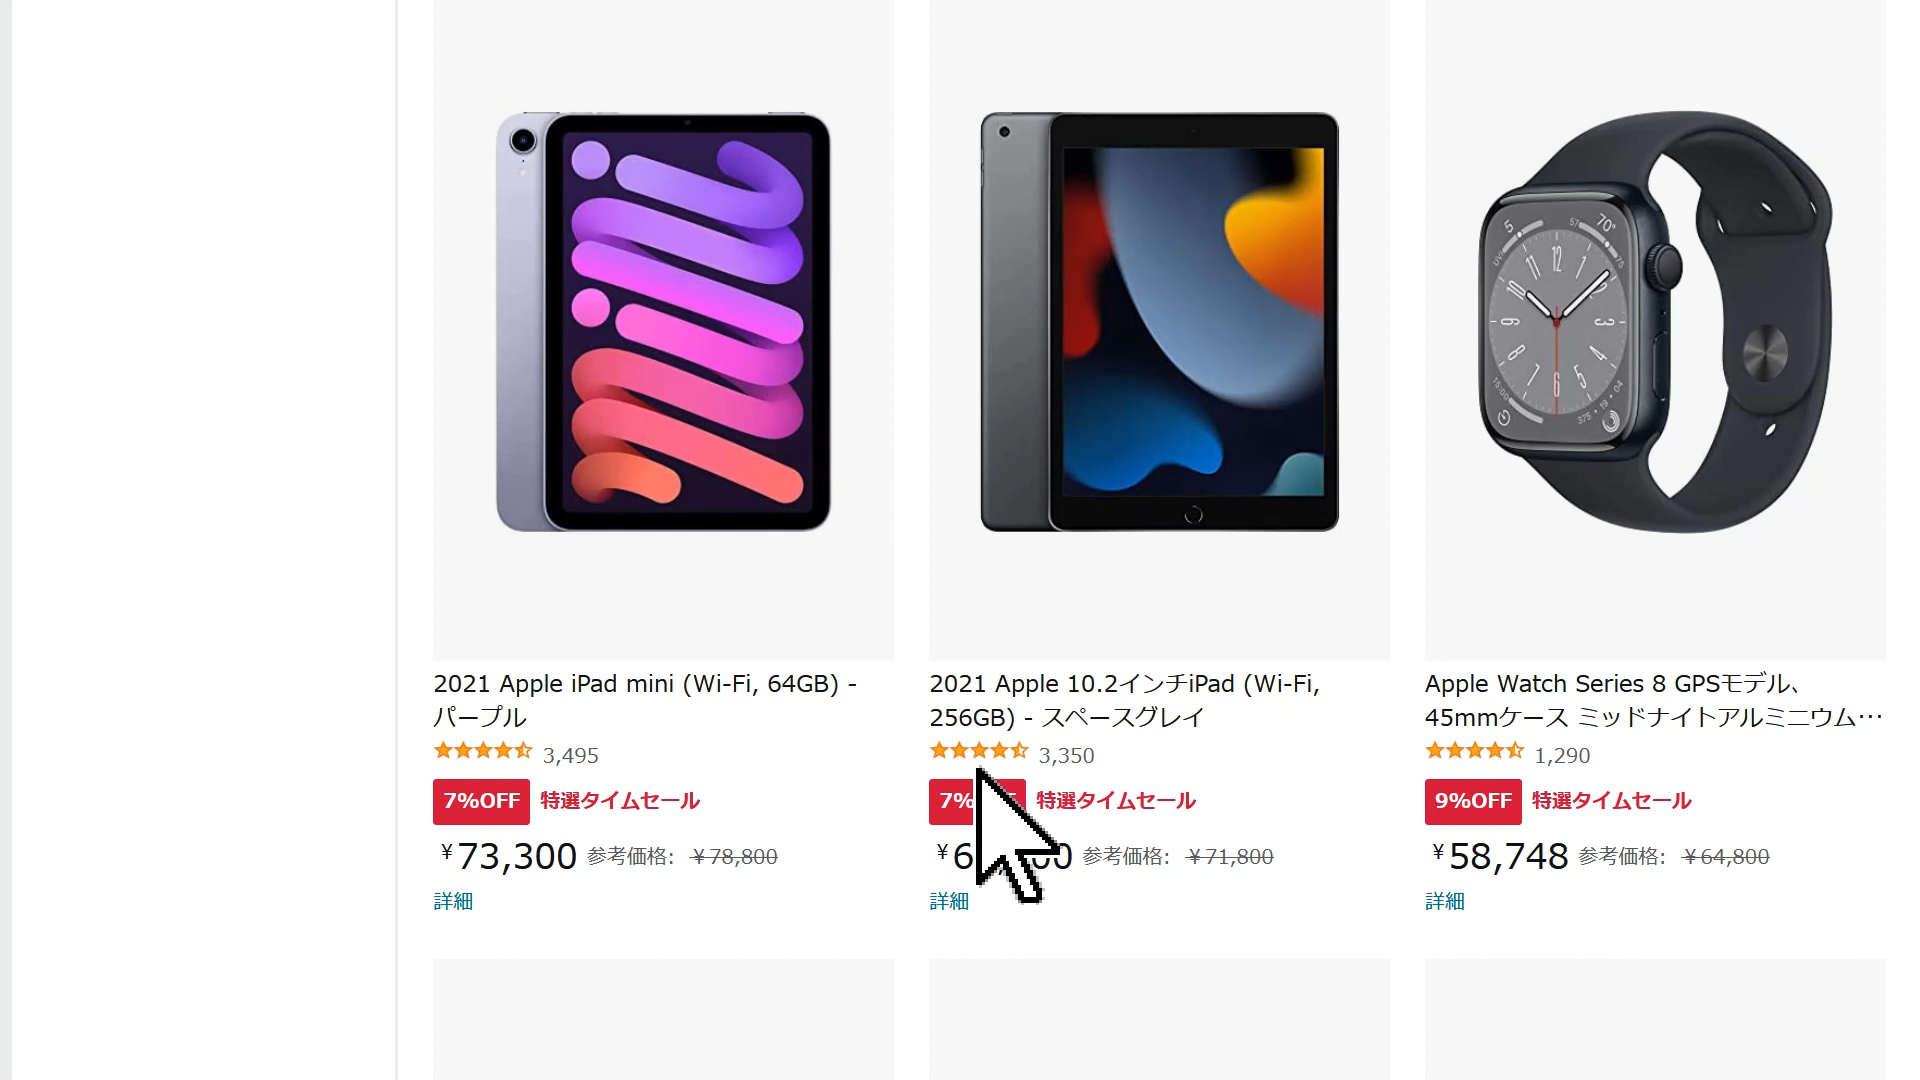 2021 Apple iPad mini (Wi-Fi, 64GB) -
パープル
3,495
7%OFF 特選タイムセール
¥73,300 参考価格: ¥78,800
詳細
2021 Apple 10.2インチiPad (Wi-Fi,
256GB) - スペースグレイ
3,350
特選タイムセール
参考価格: ¥71,800
詳細
Apple Watch Series 8 GPSモデル、
45mmケース ミッドナイトアルミニウム…
1,290
9%OFF 特選タイムセール
¥58,748 参考価格: ¥64,800
詳細